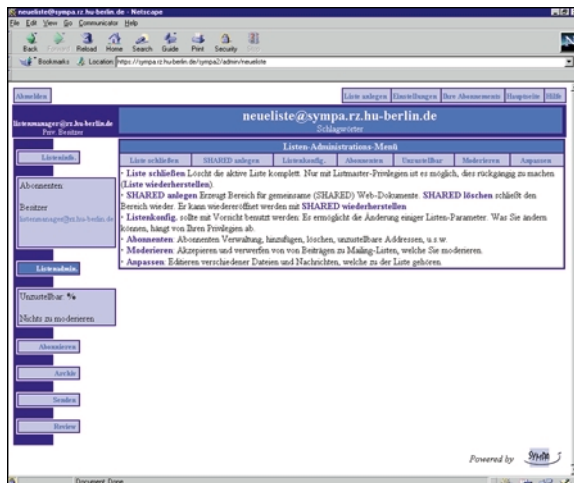 neueliste@sympa.rz.hu-berlin.de - Netscape
File Edit View Go Communicator Help
Back Forward Reload Home Search Guide Print Security Stop
Bookmarks Location https://sympa.rz.hu-berlin.de/sympa2/admin/neueliste
Abmelden Liste anlegen Einstellungen Ihre Abonnemente Hauptseite Hilfe
listenmanager@rz.hu-berlin.de
Priv. Besitzer
neueliste@sympa.rz.hu-berlin.de
Schlagwörter
Listen-Administrations-Menü
Liste schließen SHARED anlegen Listenkonfig. Abonnenten Unzustellbar Moderieren Anpassen
Listeninfo.
Abonnenten:
Besitzer
listenmanager@rz.hu-berlin.de
Listenadmin.
Unzustellbar: %
Nichts zu moderieren
Abonnieren
Archiv
Senden
Review
· Liste schließen Löscht die aktive Liste komplett. Nur mit Listmaster-Privilegien ist es möglich, dies rückgängig zu machen
(Liste wiederherstellen).
· SHARED anlegen Erzeugt Bereich für gemeinsame (SHARED) Web-Dokumente. SHARED löschen schließt den
Bereich wieder. Er kann wiedereröffnet werden mit SHARED wiederherstellen
· Listenkonfig. sollte mit Vorsicht benutzt werden: Es ermöglicht die Änderung einiger Listen-Parameter. Was Sie ändern
können, hängt von Ihren Privilegien ab.
· Abonnenten: Abonnenten Verwaltung, hinzufügen, löschen, unzustellbare Addressen, u.s.w.
· Moderieren: Akzepieren und verwerfen von von Beiträgen zu Mailing-Listen, welche Sie moderieren.
· Anpassen: Editieren verschiedener Dateien und Nachrichten, welche zu der Liste gehören.
Powered by SYMPA
Document: Done